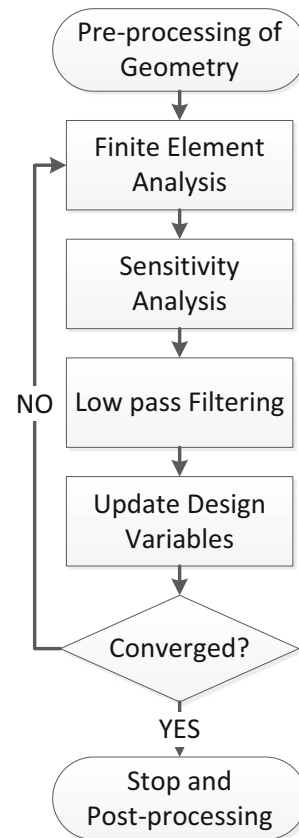 Pre-processing of
Geometry
Finite Element
Analysis
Sensitivity
Analysis
Low pass Filtering
NO
Update Design
Variables
Converged?
YES
Stop and
Post-processing